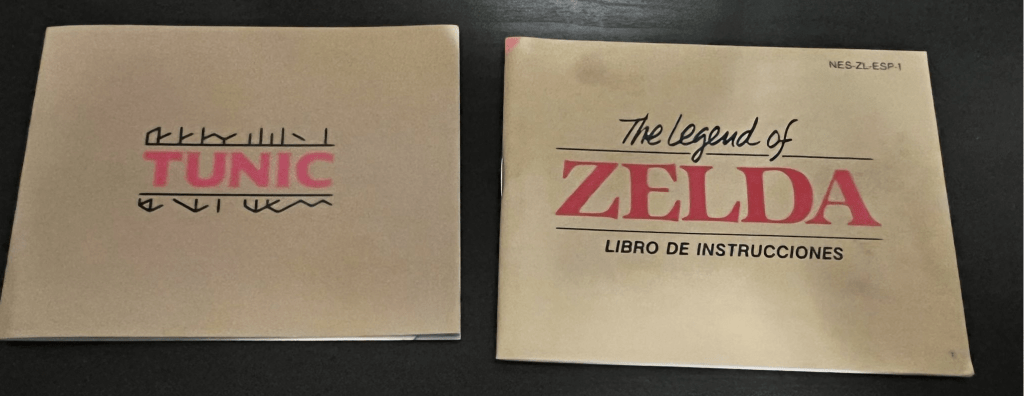 TUNIC
NES-ZL-ESP-1
The Legend of
ZELDA
LIBRO DE INSTRUCCIONES